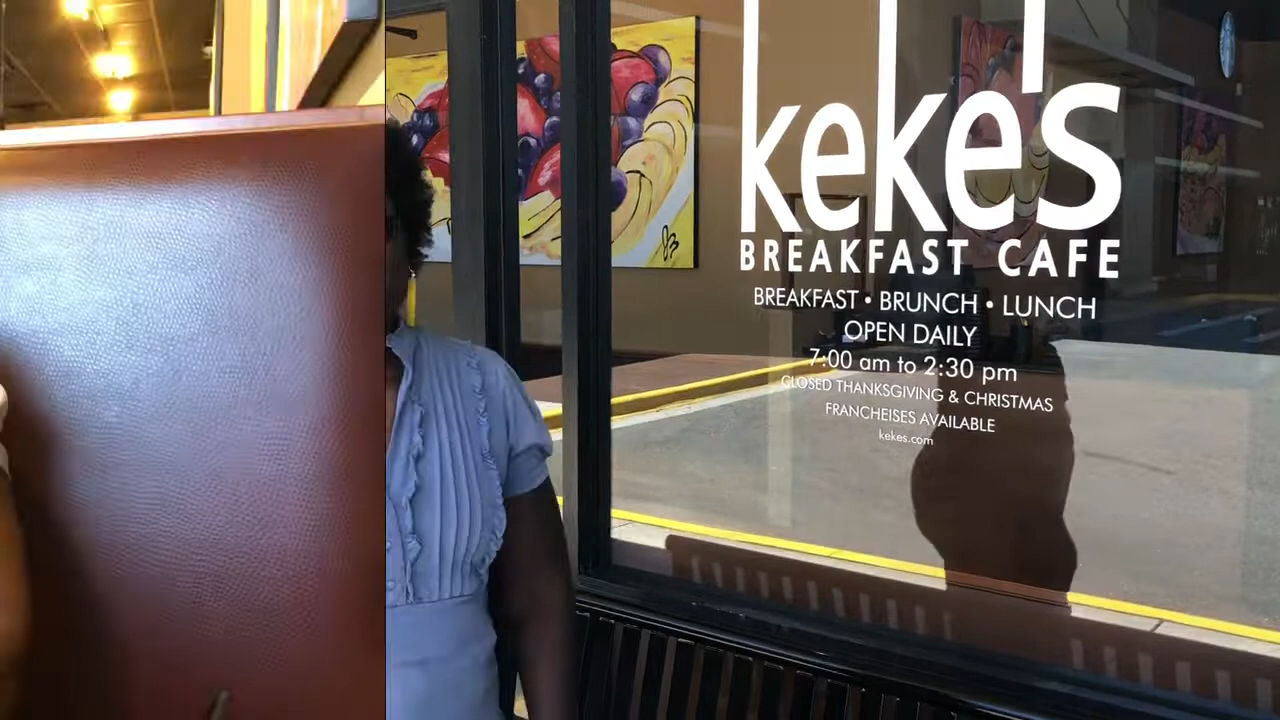 keke's
BREAKFAST CAFE
BREAKFAST • BRUNCH • LUNCH
OPEN DAILY
7:00 am to 2:30 pm
CLOSED THANKSGIVING & CHRISTMAS
FRANCHEISES AVAILABLE
kekes.com